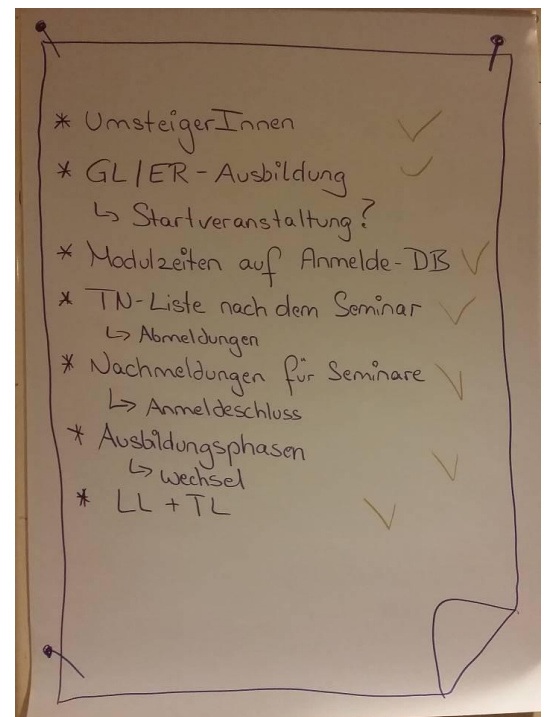 * UmsteigerInnen ✓
* GL/ER - Ausbildung ✓
↳ Startveranstaltung?
* Modulzeiten auf Anmelde-DB ✓
* TN-Liste nach dem Seminar ✓
↳ Abmeldungen
* Nachmeldungen für Seminare ✓
↳ Anmeldeschluss
* Ausbildungsphasen
↳ wechsel ✓
* LL + TL ✓